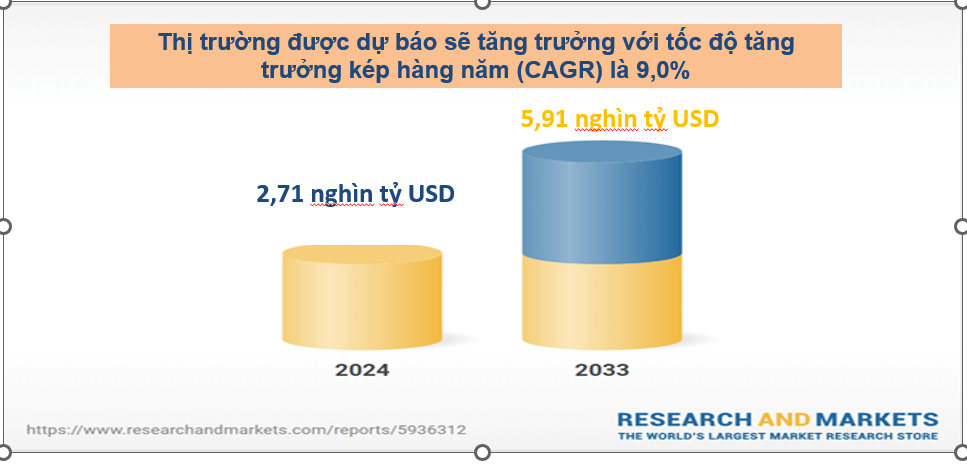 Thị trường được dự báo sẽ tăng trưởng với tốc độ tăng
trưởng kép hàng năm (CAGR) là 9,0%
5,91 nghìn tỷ USD
2,71 nghìn tỷ USD
2024
2033
https://www.researchandmarkets.com/reports/5936312
RESEARCH AND MARKETS
THE WORLD'S LARGEST MARKET RESEARCH STORE